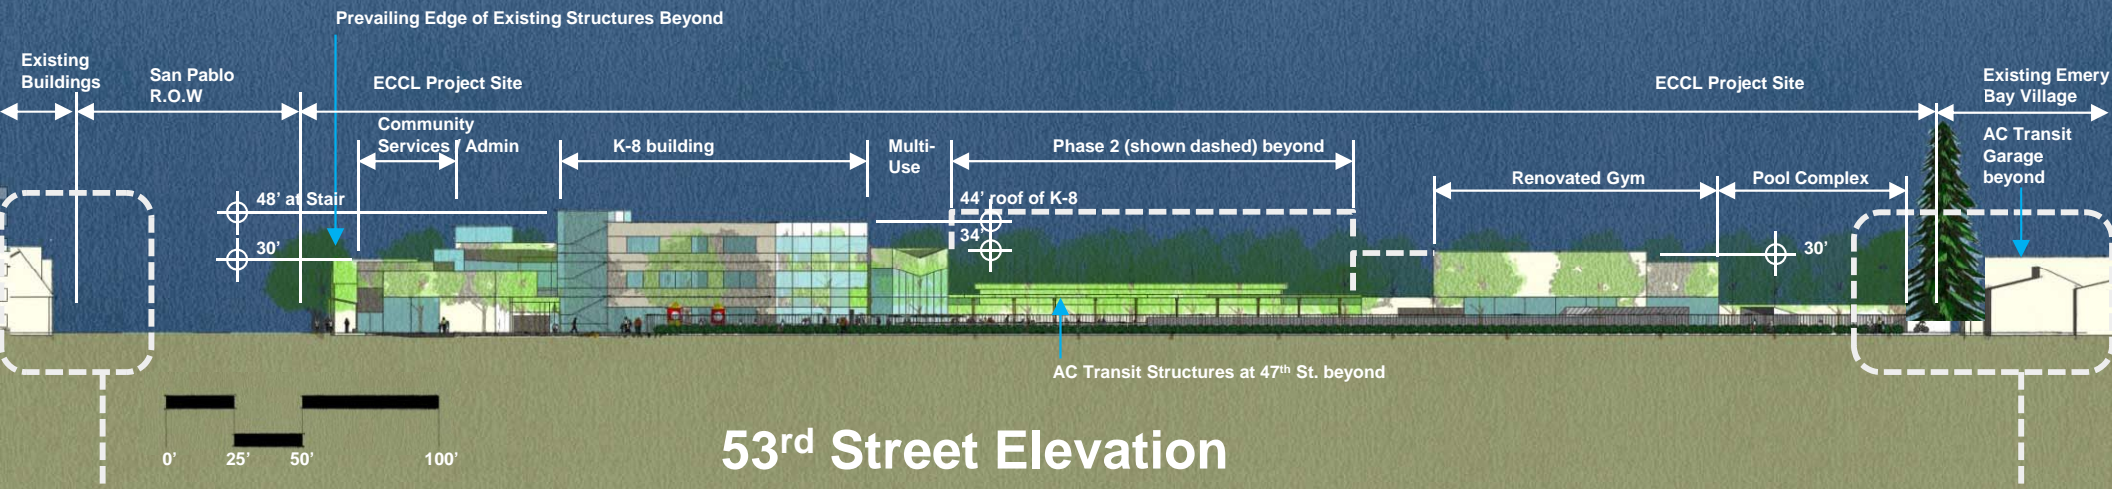 Prevailing Edge of Existing Structures Beyond
Existing
Buildings
San Pablo
R.O.W
ECCL Project Site
ECCL Project Site
Existing Emery
Bay Village
Community
Services / Admin
K-8 building
Multi-
Use
Phase 2 (shown dashed) beyond
AC Transit
Garage
beyond
Renovated Gym
Pool Complex
48’ at Stair
44’ roof of K-8
34’
30’
30’
AC Transit Structures at 47th St. beyond
53rd Street Elevation
0’ 25’ 50’ 100’